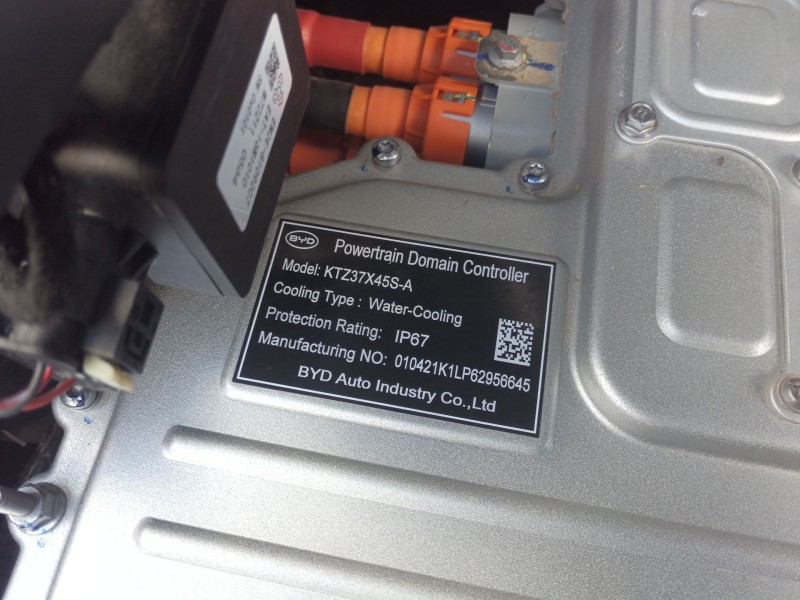 BYD Powertrain Domain Controller
Model: KTZ37X45S-A
Cooling Type : Water-Cooling
Protection Rating: IP67
Manufacturing NO: 010421K1LP62956645
BYD Auto Industry Co.,Ltd